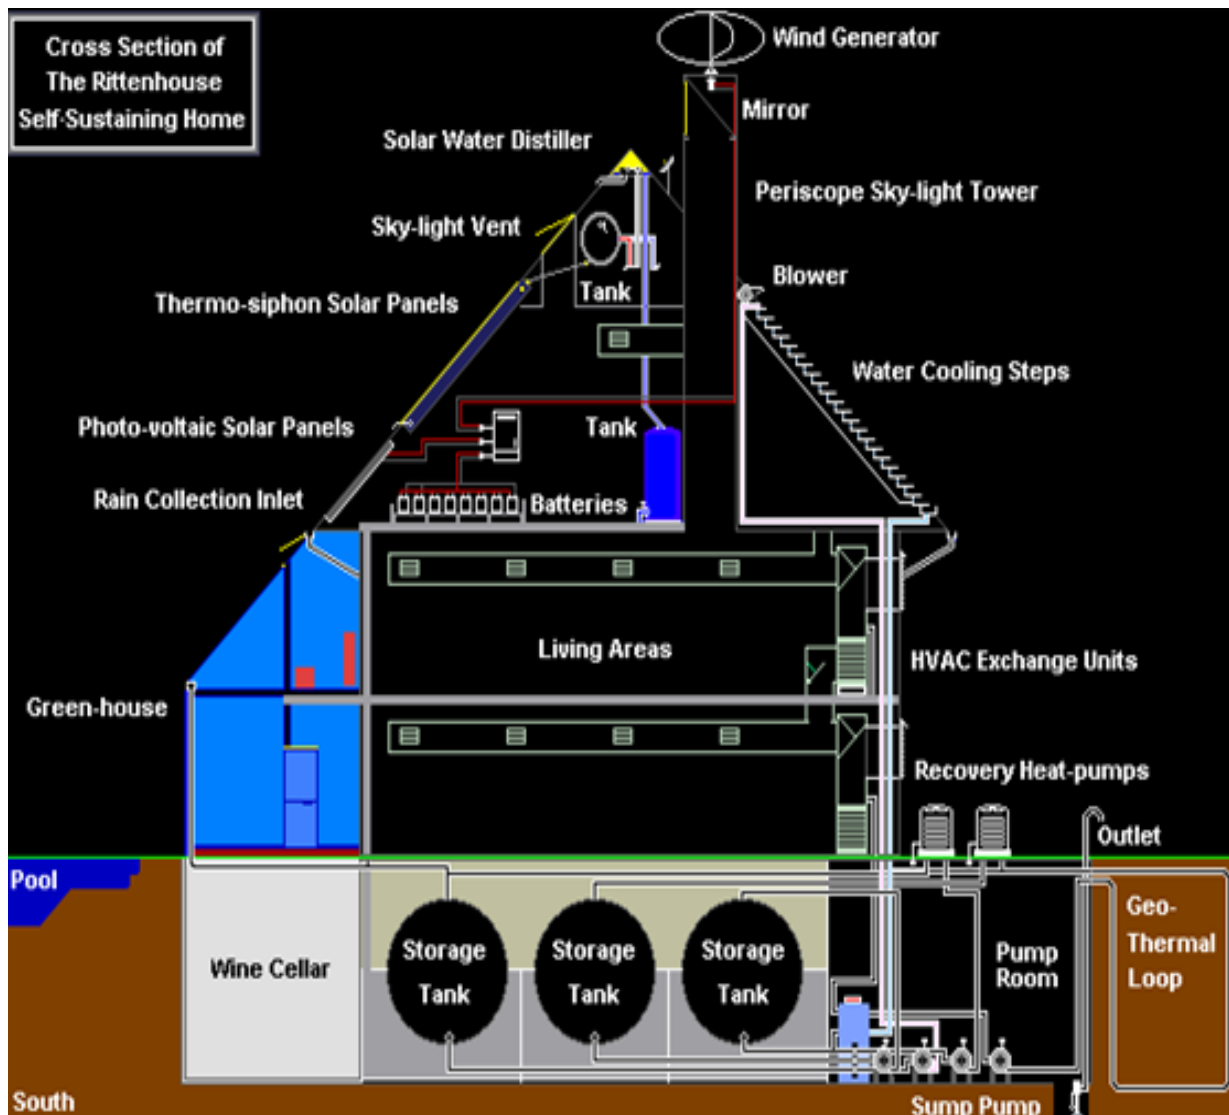 Cross Section of
The Rittenhouse
Self-Sustaining Home
Wind Generator
Mirror
Solar Water Distiller
Periscope Sky-light Tower
Sky-light Vent
Blower
Tank
Thermo-siphon Solar Panels
Water Cooling Steps
Photo-voltaic Solar Panels
Tank
Rain Collection Inlet
Batteries
Living Areas
HVAC Exchange Units
Green-house
Recovery Heat-pumps
Outlet
Pool
Geo-
Thermal
Loop
Wine Cellar
Storage
Tank
Storage
Tank
Storage
Tank
Pump
Room
South
Sump Pump